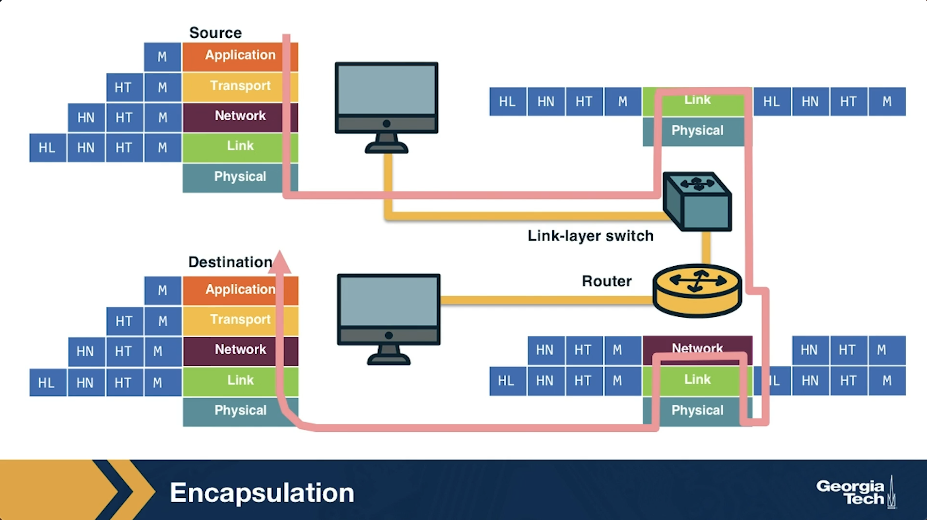 Source
M Application
HT M Transport
HN HT M Network
HL HN HT M Link
Physical
HL HN HT M Link HL HN HT M
Physical
Link-layer switch
Router
Destination
M Application
HT M Transport
HN HT M Network
HL HN HT M Link
Physical
HN HT M Network HN HT M
HL HN HT M Link HL HN HT M
Physical
Encapsulation
Georgia
Tech